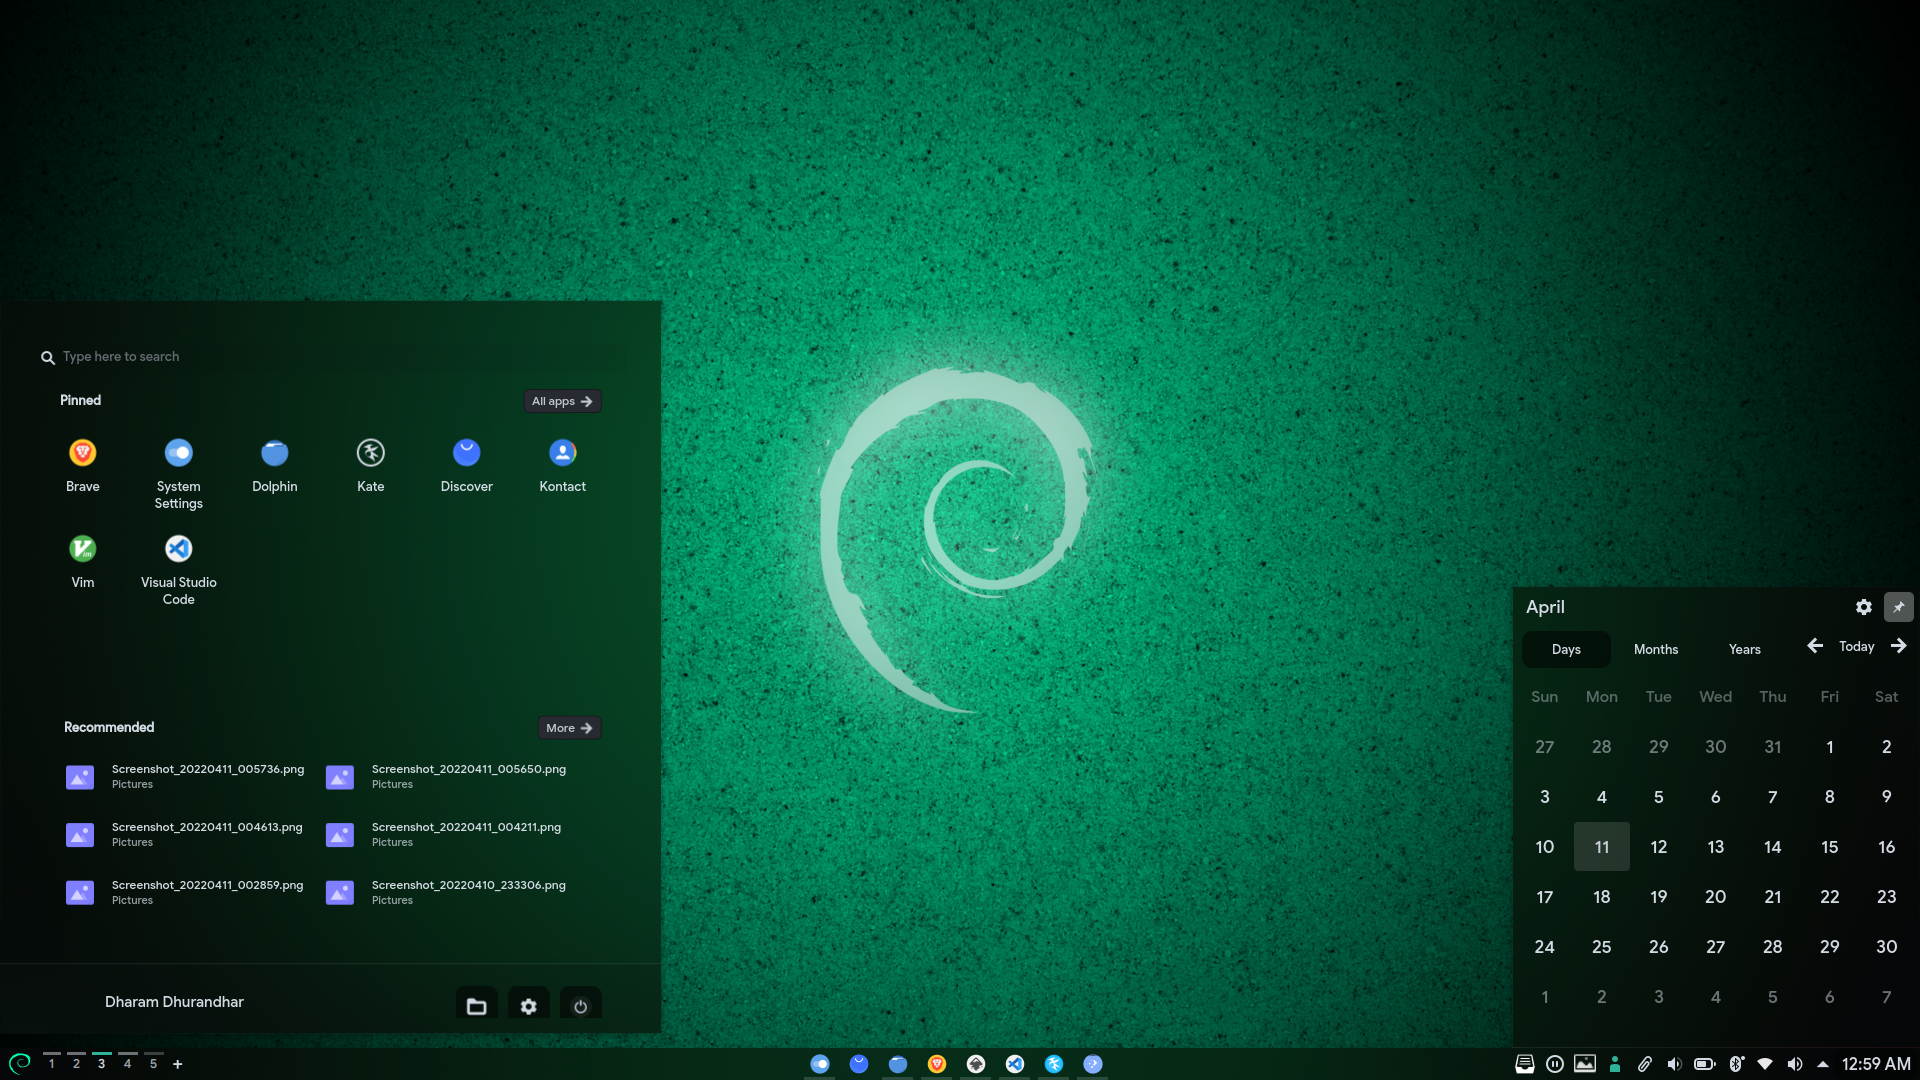 Type here to search
Pinned
All apps
Brave
System Settings
Dolphin
Kate
Discover
Kontact
Vim
Visual Studio Code
Recommended
More
Screenshot_20220411_005736.png
Pictures
Screenshot_20220411_005650.png
Pictures
Screenshot_20220411_004613.png
Pictures
Screenshot_20220411_004211.png
Pictures
Screenshot_20220411_002859.png
Pictures
Screenshot_20220410_233306.png
Pictures
Dharam Dhurandhar
April
Days Months Years Today
Sun Mon Tue Wed Thu Fri Sat
27 28 29 30 31 1 2
3 4 5 6 7 8 9
10 11 12 13 14 15 16
17 18 19 20 21 22 23
24 25 26 27 28 29 30
1 2 3 4 5 6 7
1 2 3 4 5 +
12:59 AM